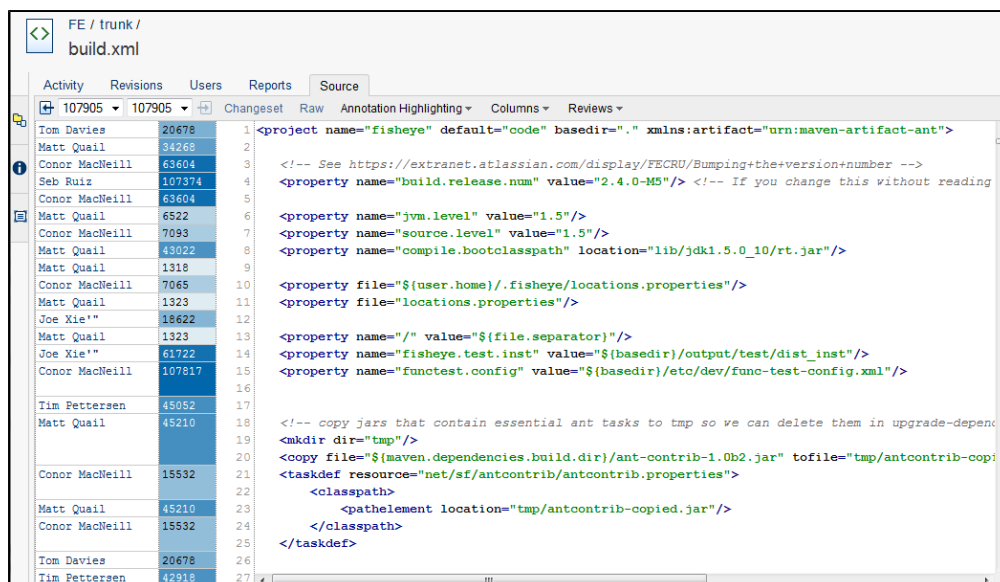 FE / trunk /
build.xml
Activity Revisions Users Reports Source
107905 107905 Changeset Raw Annotation Highlighting Columns Reviews
Tom Davies 20678 1 <project name="fisheye" default="code" basedir="." xmlns:artifact="urn:maven-artifact-ant">
Matt Quail 34268 2
Conor MacNeill 63604 3 <!-- See https://extranet.atlassian.com/display/FECRU/Bumping+the+version+number -->
Seb Ruiz 107374 4 <property name="build.release.num" value="2.4.0-M5"/> <!-- If you change this without reading
Conor MacNeill 63604 5
Matt Quail 6522 6 <property name="jvm.level" value="1.5"/>
Conor MacNeill 7093 7 <property name="source.level" value="1.5"/>
Matt Quail 43022 8 <property name="compile.bootclasspath" location="lib/jdk1.5.0_10/rt.jar"/>
Matt Quail 1318 9
Conor MacNeill 7065 10 <property file="${user.home}/.fisheye/locations.properties"/>
Matt Quail 1323 11 <property file="locations.properties"/>
Joe Xie'" 18622 12
Matt Quail 1323 13 <property name="/" value="${file.separator}"/>
Joe Xie'" 61722 14 <property name="fisheye.test.inst" value="${basedir}/output/test/dist_inst"/>
Conor MacNeill 107817 15 <property name="functest.config" value="${basedir}/etc/dev/func-test-config.xml"/>
16
Tim Pettersen 45052 17
Matt Quail 45210 18 <!-- copy jars that contain essential ant tasks to tmp so we can delete them in upgrade-depend
19 <mkdir dir="tmp"/>
20 <copy file="${maven.dependencies.build.dir}/ant-contrib-1.0b2.jar" tofile="tmp/antcontrib-copi
Conor MacNeill 15532 21 <taskdef resource="net/sf/antcontrib/antcontrib.properties">
22 <classpath>
Matt Quail 45210 23 <pathelement location="tmp/antcontrib-copied.jar"/>
Conor MacNeill 15532 24 </classpath>
25 </taskdef>
Tom Davies 20678 26
Tim Pettersen 42918 27